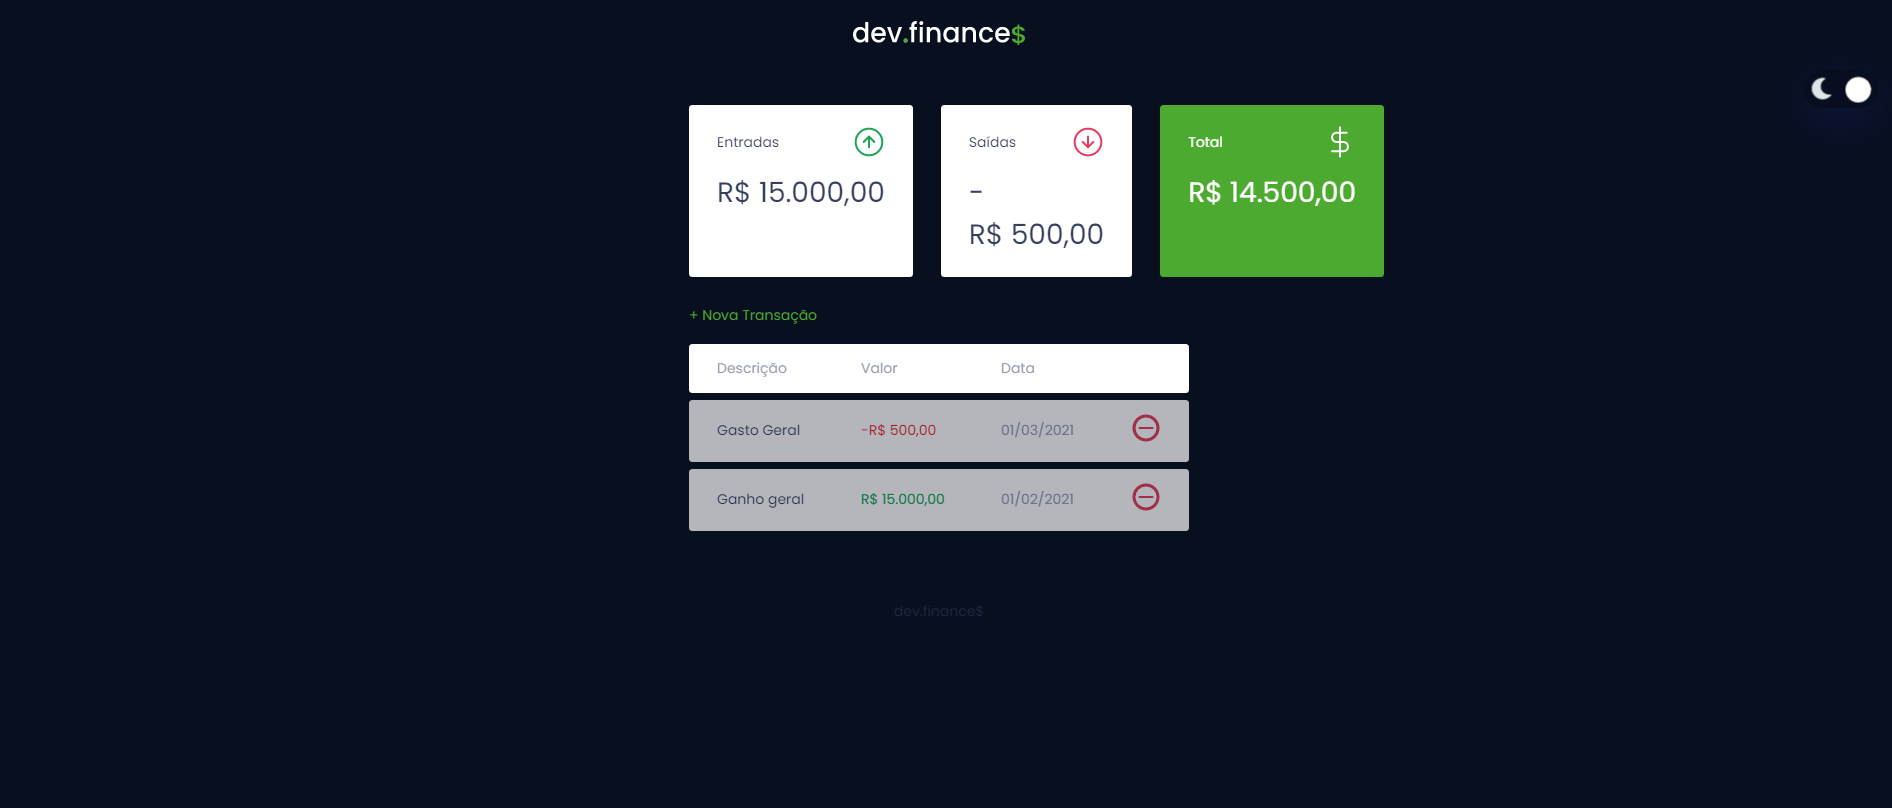 dev.finance$
Entradas
R$ 15.000,00
Saídas
-
R$ 500,00
Total
R$ 14.500,00
+ Nova Transação
Descrição Valor Data
Gasto Geral -R$ 500,00 01/03/2021
Ganho geral R$ 15.000,00 01/02/2021
dev.finance$